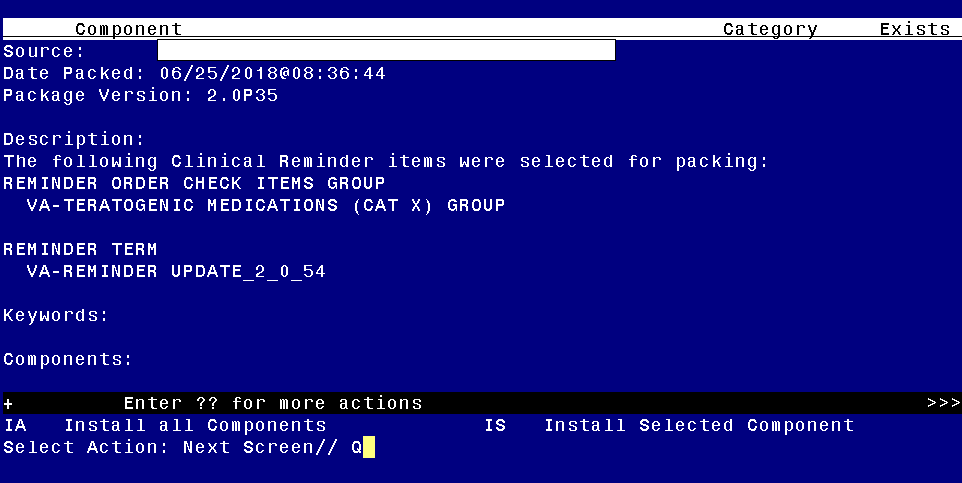 Component Category Exists
Source:
Date Packed: 06/25/2018@08:36:44
Package Version: 2.0P35
Description:
The following Clinical Reminder items were selected for packing:
REMINDER ORDER CHECK ITEMS GROUP
VA-TERATOGENIC MEDICATIONS (CAT X) GROUP
REMINDER TERM
VA-REMINDER UPDATE_2_0_54
Keywords:
Components:
+ Enter ?? for more actions >>>
IA Install all Components IS Install Selected Component
Select Action: Next Screen// Q